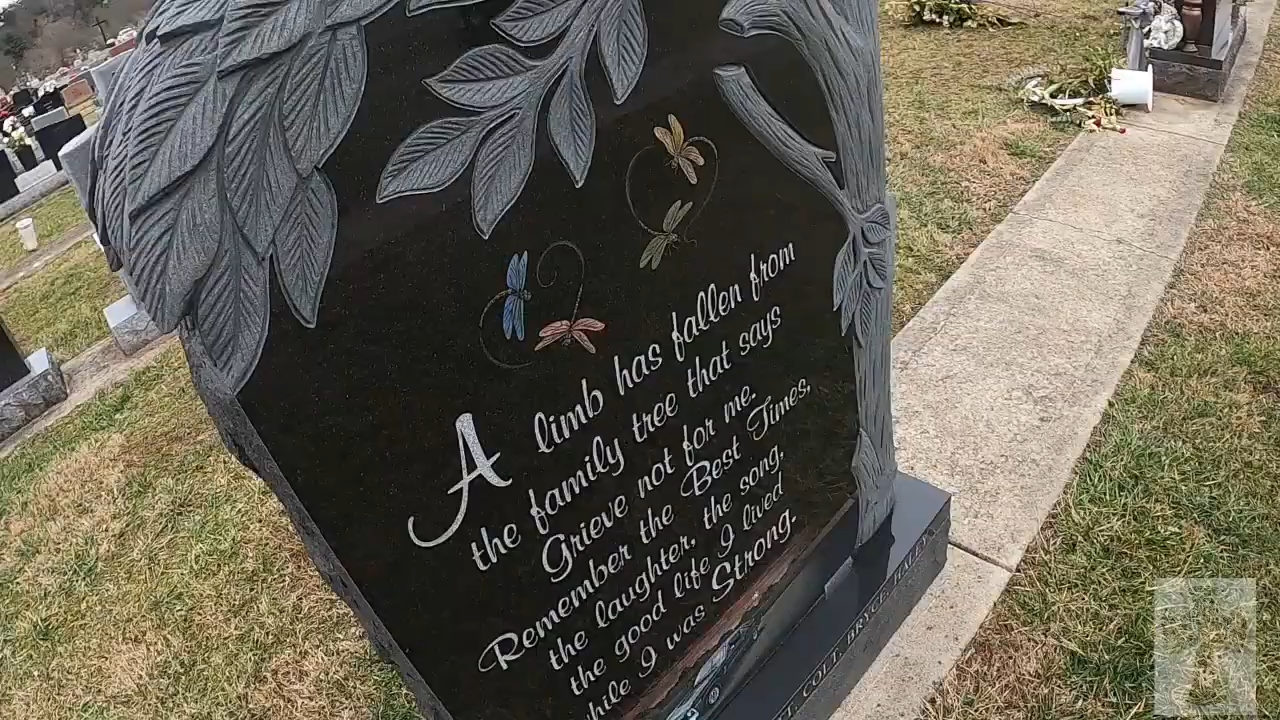 A limb has fallen from
the family tree that says
Grieve not for me.
Remember the Best Times,
the laughter, the song,
the good life I lived
while I was Strong.
COLT, BRYCE, HALEY